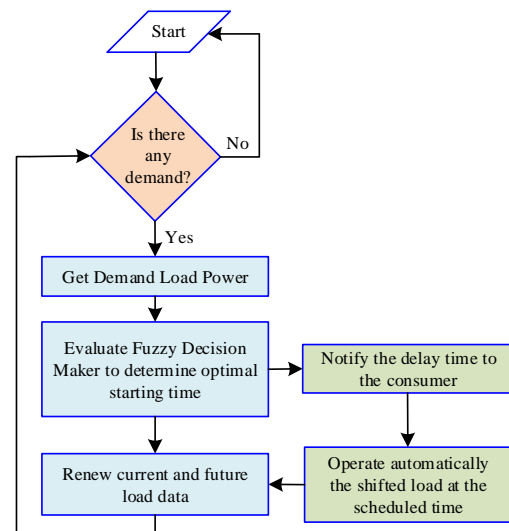 Start
Is there
any
demand?
No
Yes
Get Demand Load Power
Evaluate Fuzzy Decision
Maker to determine optimal
starting time
Notify the delay time to
the consumer
Renew current and future
load data
Operate automatically
the shifted load at the
scheduled time